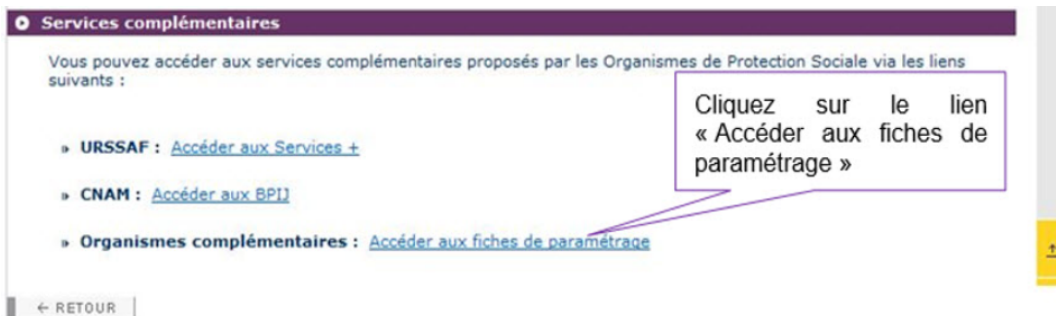 Services complémentaires
Vous pouvez accéder aux services complémentaires proposés par les Organismes de Protection Sociale via les liens
suivants :
Cliquez sur le lien
« Accéder aux fiches de
paramétrage »
» URSSAF : Accéder aux Services +
» CNAM : Accéder aux BPIJ
» Organismes complémentaires : Accéder aux fiches de paramétrage
← RETOUR